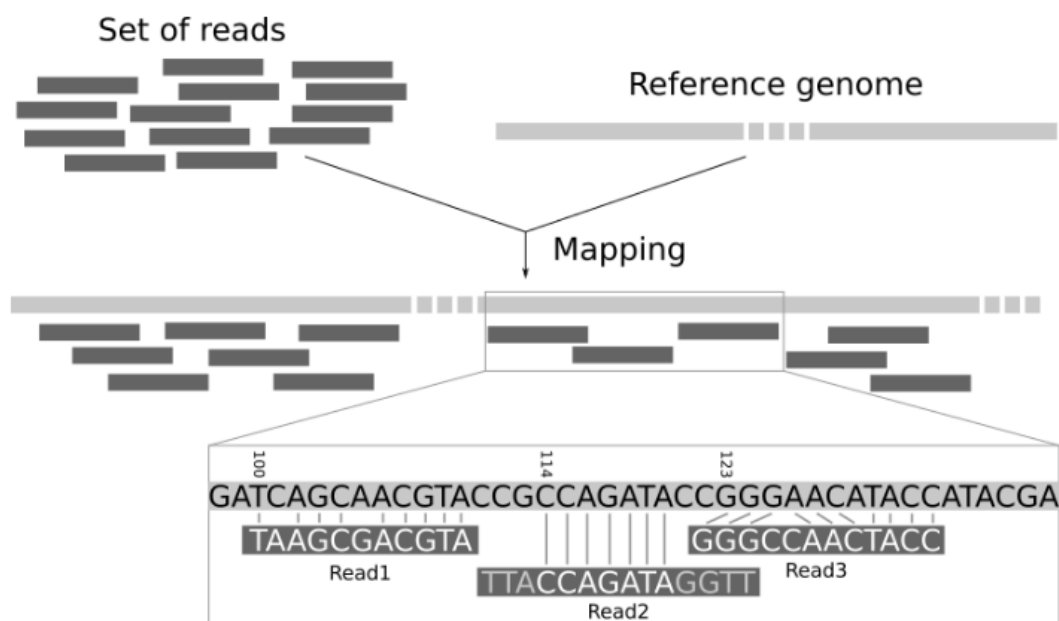 Set of reads
Reference genome
Mapping
100 114 123
GATCAGCAACGTACCGCCAGATACCGGGAACATACCATACGA
TAAGCGACGTA GGGCCAACTACC
Read1 Read3
TTACCAGATAGGTT
Read2